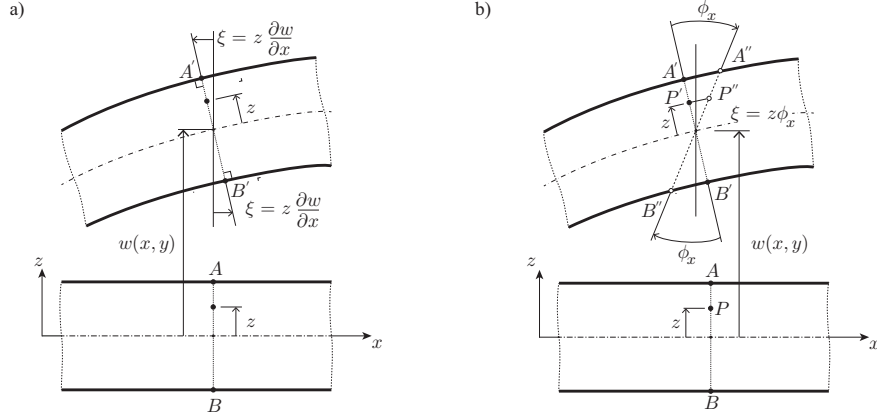 a)
ξ = z ∂w/∂x
A′
z
B′
ξ = z ∂w/∂x
w(x, y)
z
A
z
x
B
b)
ϕₓ
A′
A″
P′
P″
z
ξ = zϕₓ
B″
B′
ϕₓ
w(x, y)
z
A
P
z
x
B